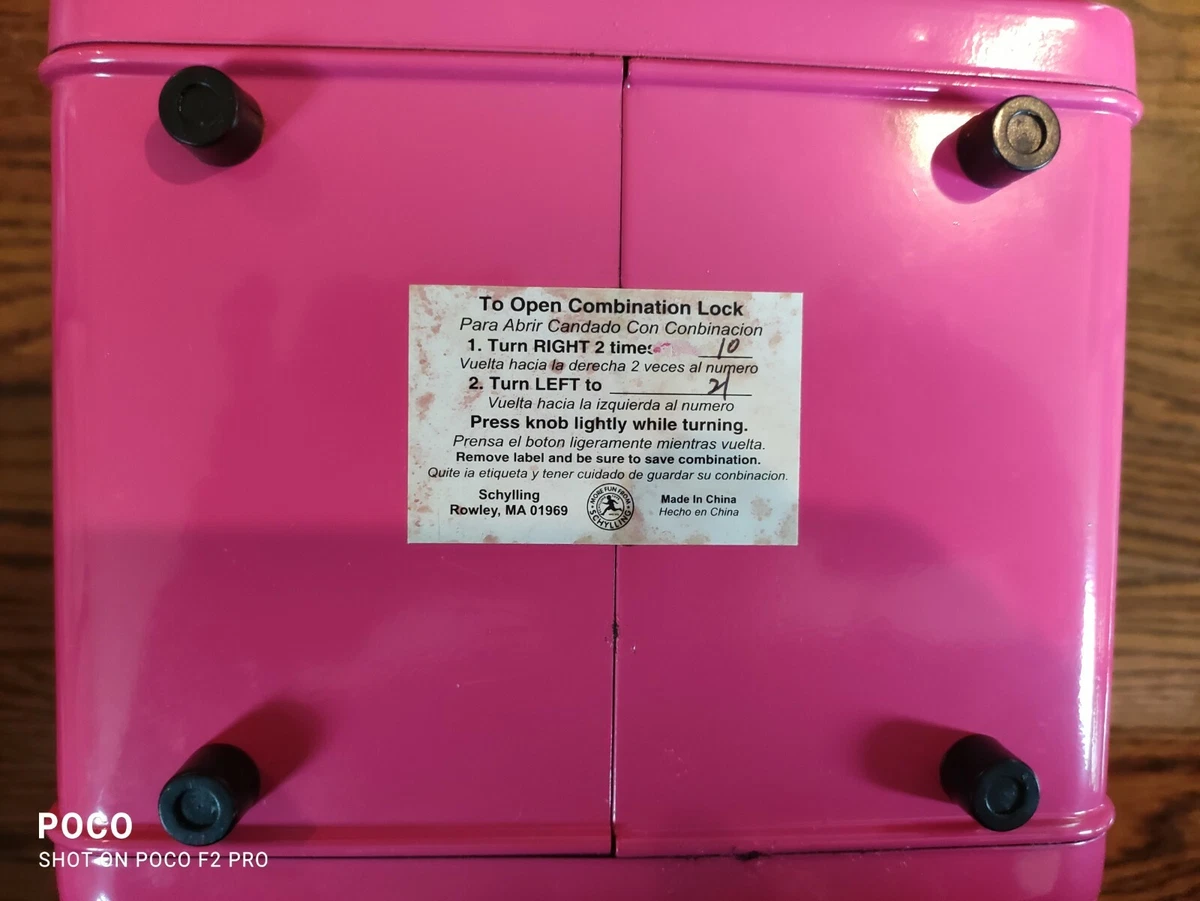 To Open Combination Lock
Para Abrir Candado Con Conbinacion
1. Turn RIGHT 2 times 10
Vuelta hacia la derecha 2 veces al numero
2. Turn LEFT to 21
Vuelta hacia la izquierda al numero
Press knob lightly while turning.
Prensa el boton ligeramente mientras vuelta.
Remove label and be sure to save combination.
Quite ia etiqueta y tener cuidado de guardar su conbinacion.
Schylling
Rowley, MA 01969
MORE FUN FROM
SCHYLLING
Made In China
Hecho en China
POCO
SHOT ON POCO F2 PRO